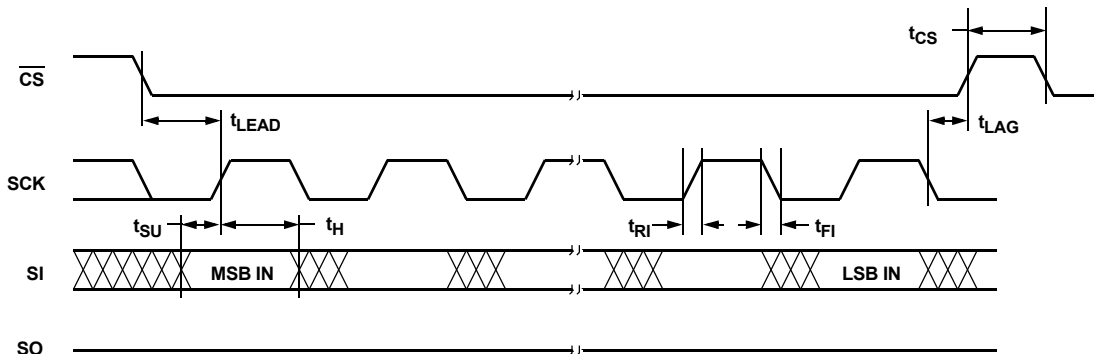 tCS
CS
tLEAD
tLAG
SCK
tSU
tH
tRI
tFI
SI
MSB IN
LSB IN
SO